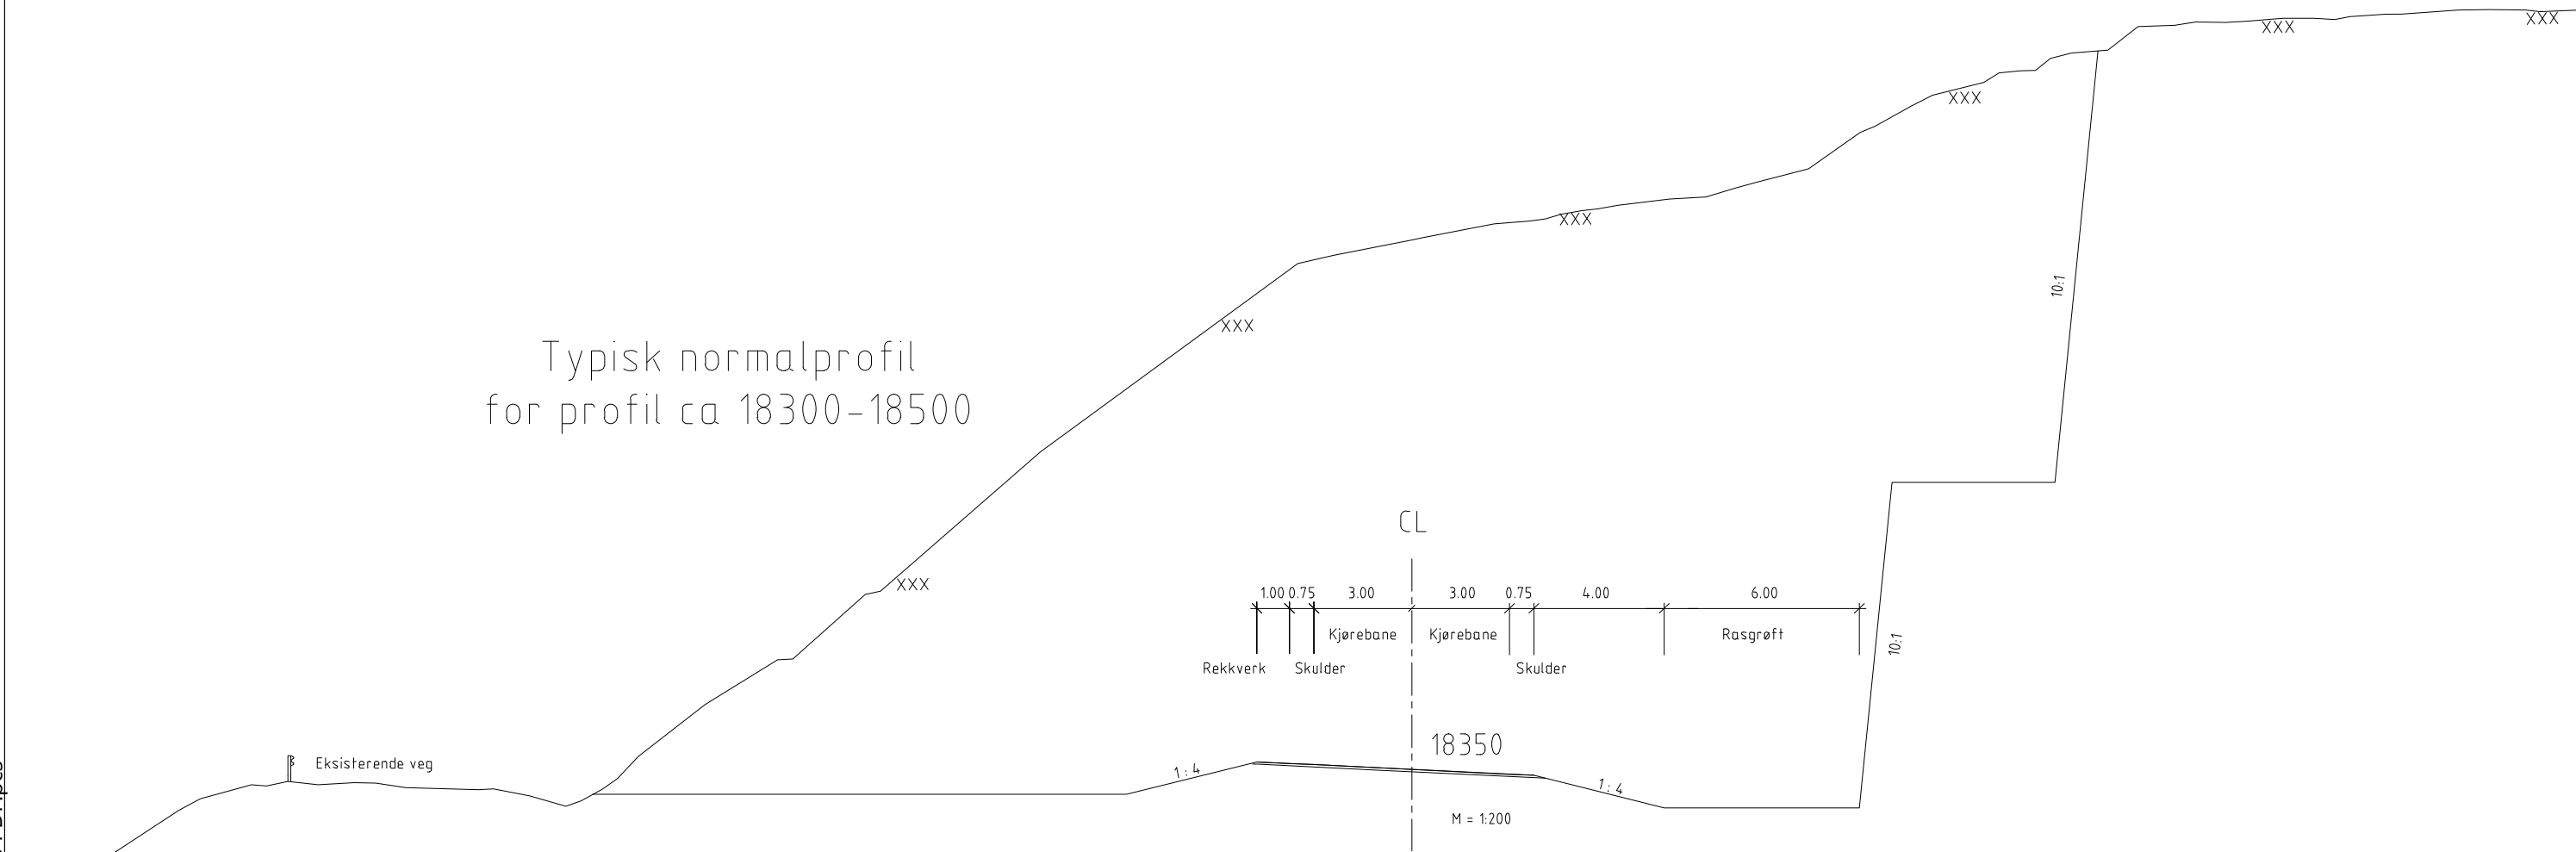 XXX
XXX
XXX
XXX
10:1
XXX
Typisk normalprofil
for profil ca 18300-18500
CL
XXX
1.00 0.75 3.00 3.00 0.75 4.00 6.00
Kjørebane Kjørebane Rasgrøft
10:1
Rekkverk Skulder Skulder
18350
Eksisterende veg
1:4
1:4
M = 1:200